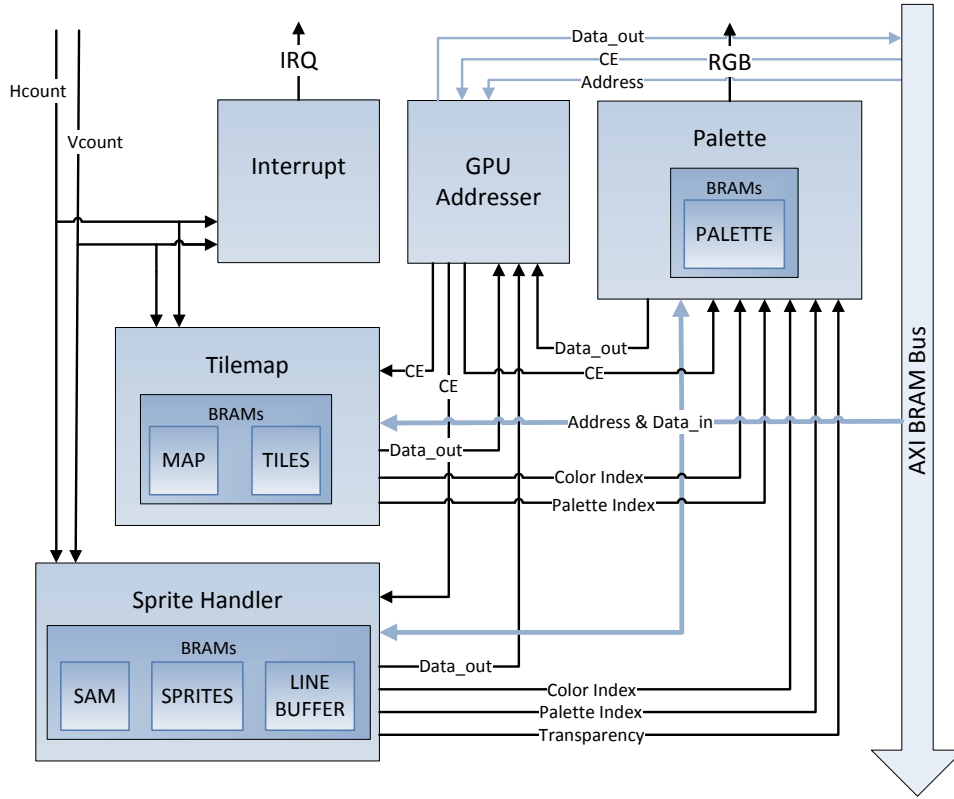 Data_out
IRQ
CE
RGB
Address
Hcount
Vcount
Interrupt
GPU
Addresser
Palette
BRAMs
PALETTE
Data_out
Tilemap
CE
CE
CE
BRAMs
MAP
TILES
Address & Data_in
Data_out
Color Index
Palette Index
AXI BRAM Bus
Sprite Handler
BRAMs
SAM
SPRITES
LINE
BUFFER
Data_out
Color Index
Palette Index
Transparency